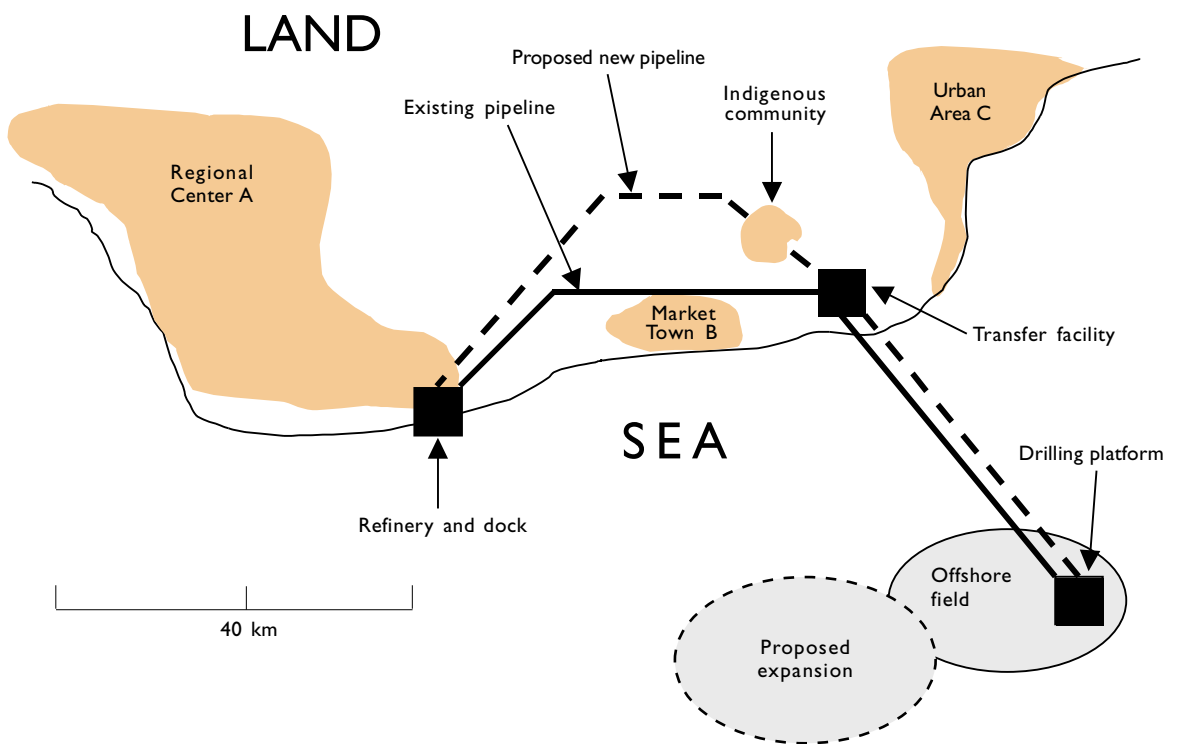 LAND
Proposed new pipeline
Existing pipeline
Indigenous
community
Urban
Area C
Regional
Center A
Market
Town B
Transfer facility
SEA
Drilling platform
Refinery and dock
Offshore
field
40 km
Proposed
expansion